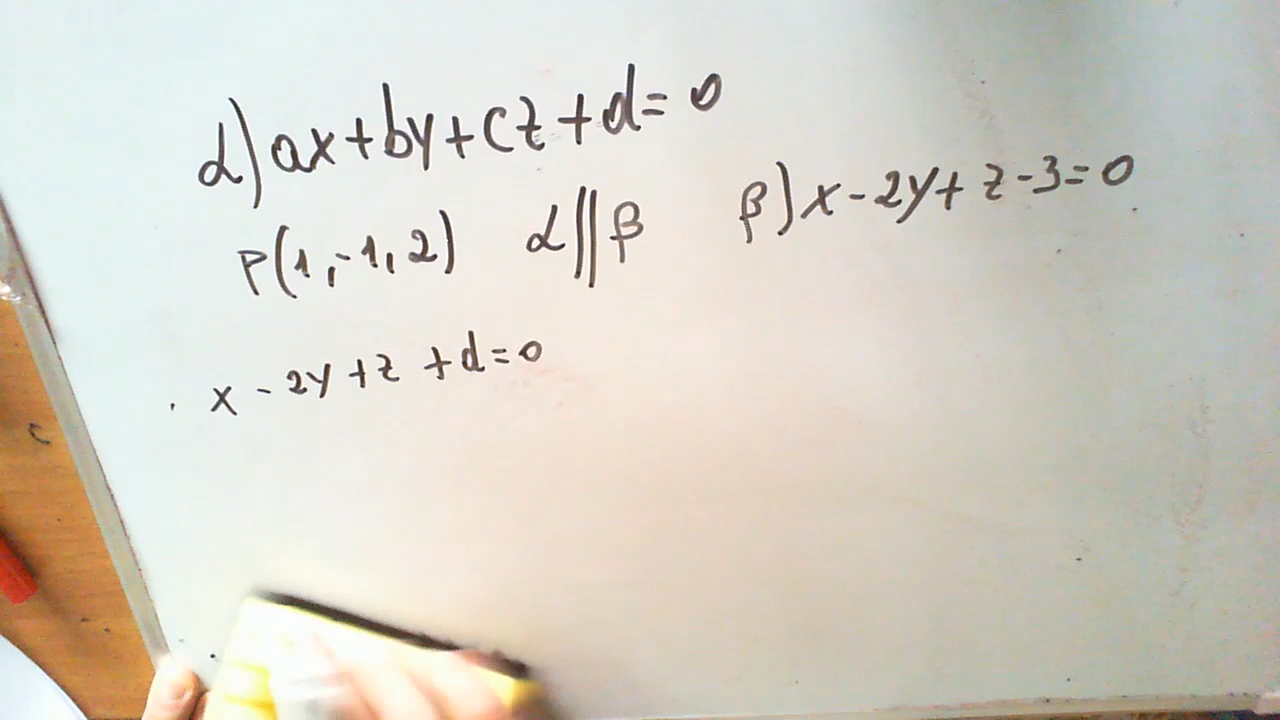 α) ax+by+cz+d=0
P(1,-1,2) α||β β) x-2y+z-3=0
x-2y+z+d=0